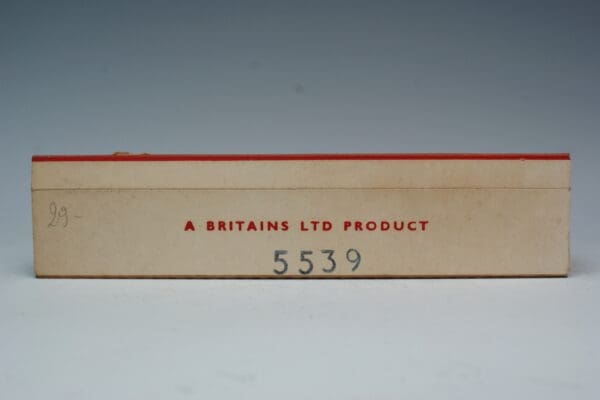 29-
A BRITAINS LTD PRODUCT
5539